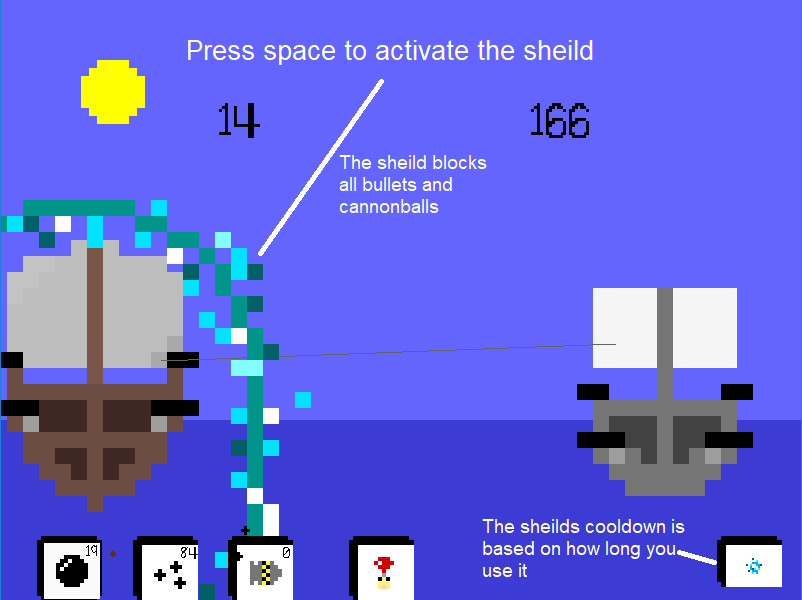 Press space to activate the sheild
14
166
The sheild blocks
all bullets and
cannonballs
The sheilds cooldown is
based on how long you
use it
19
84
0